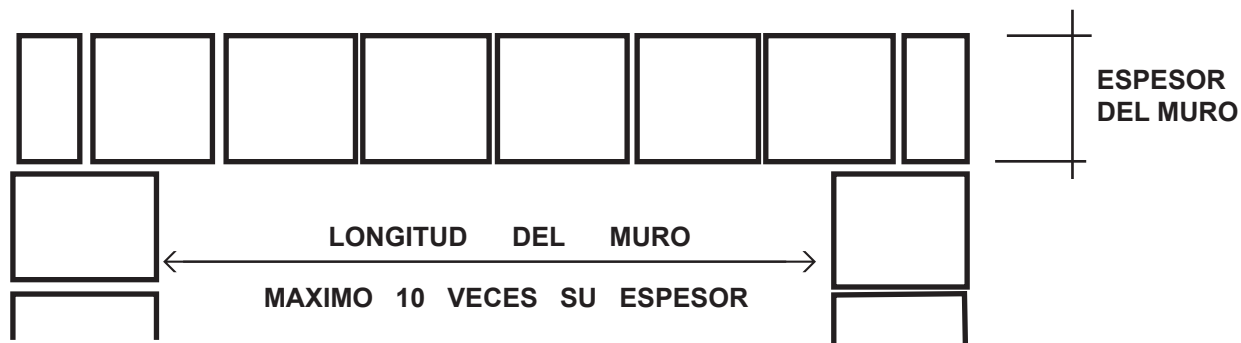 ESPESOR
DEL MURO
LONGITUD DEL MURO
MAXIMO 10 VECES SU ESPESOR